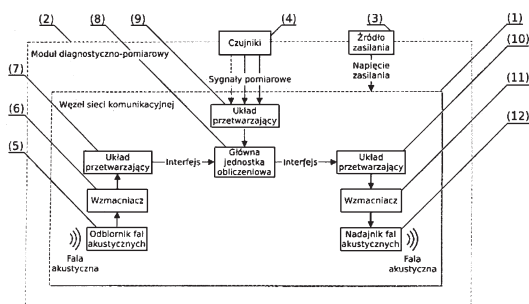 (2)
(8)
(9)
(4)
(3)
(1)
(10)
(11)
(12)
(7)
(6)
(5)
Moduł diagnostyczno-pomiarowy
Czujniki
Źródło
zasilania
Sygnały pomiarowe
Napięcie
zasilania
Węzeł sieci komunikacyjnej
Układ
przetwarzający
Układ
przetwarzający
Interfejs
Główna
jednostka
obliczeniowa
Interfejs
Układ
przetwarzający
Wzmacniacz
Wzmacniacz
Odbiornik fal
akustycznych
Nadajnik fal
akustycznych
Fala
akustyczna
Fala
akustyczna